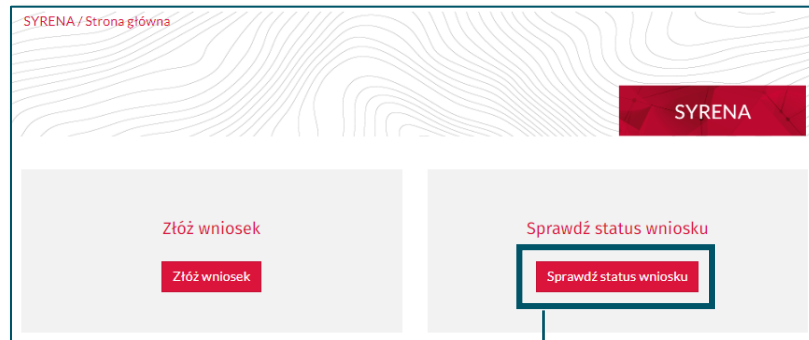 SYRENA / Strona główna
SYRENA
Złóż wniosek
Złóż wniosek
Sprawdź status wniosku
Sprawdź status wniosku